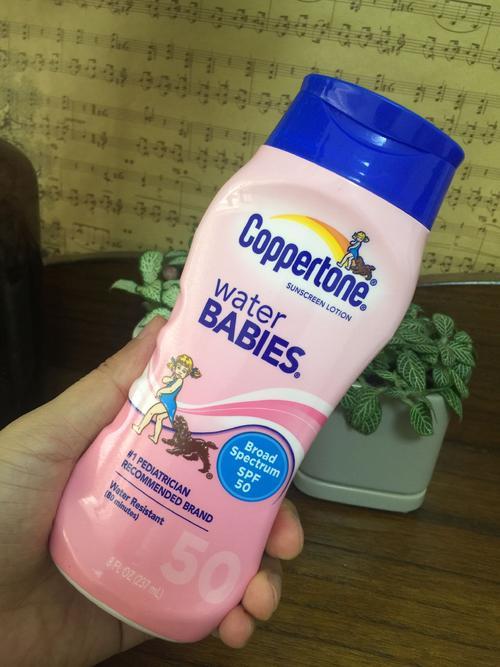 Coppertone®
SUNSCREEN LOTION
water
BABIES®
Broad
Spectrum
SPF
50
#1 PEDIATRICIAN
RECOMMENDED BRAND
Water Resistant
(80 minutes)
50
8 FL OZ (237 mL)